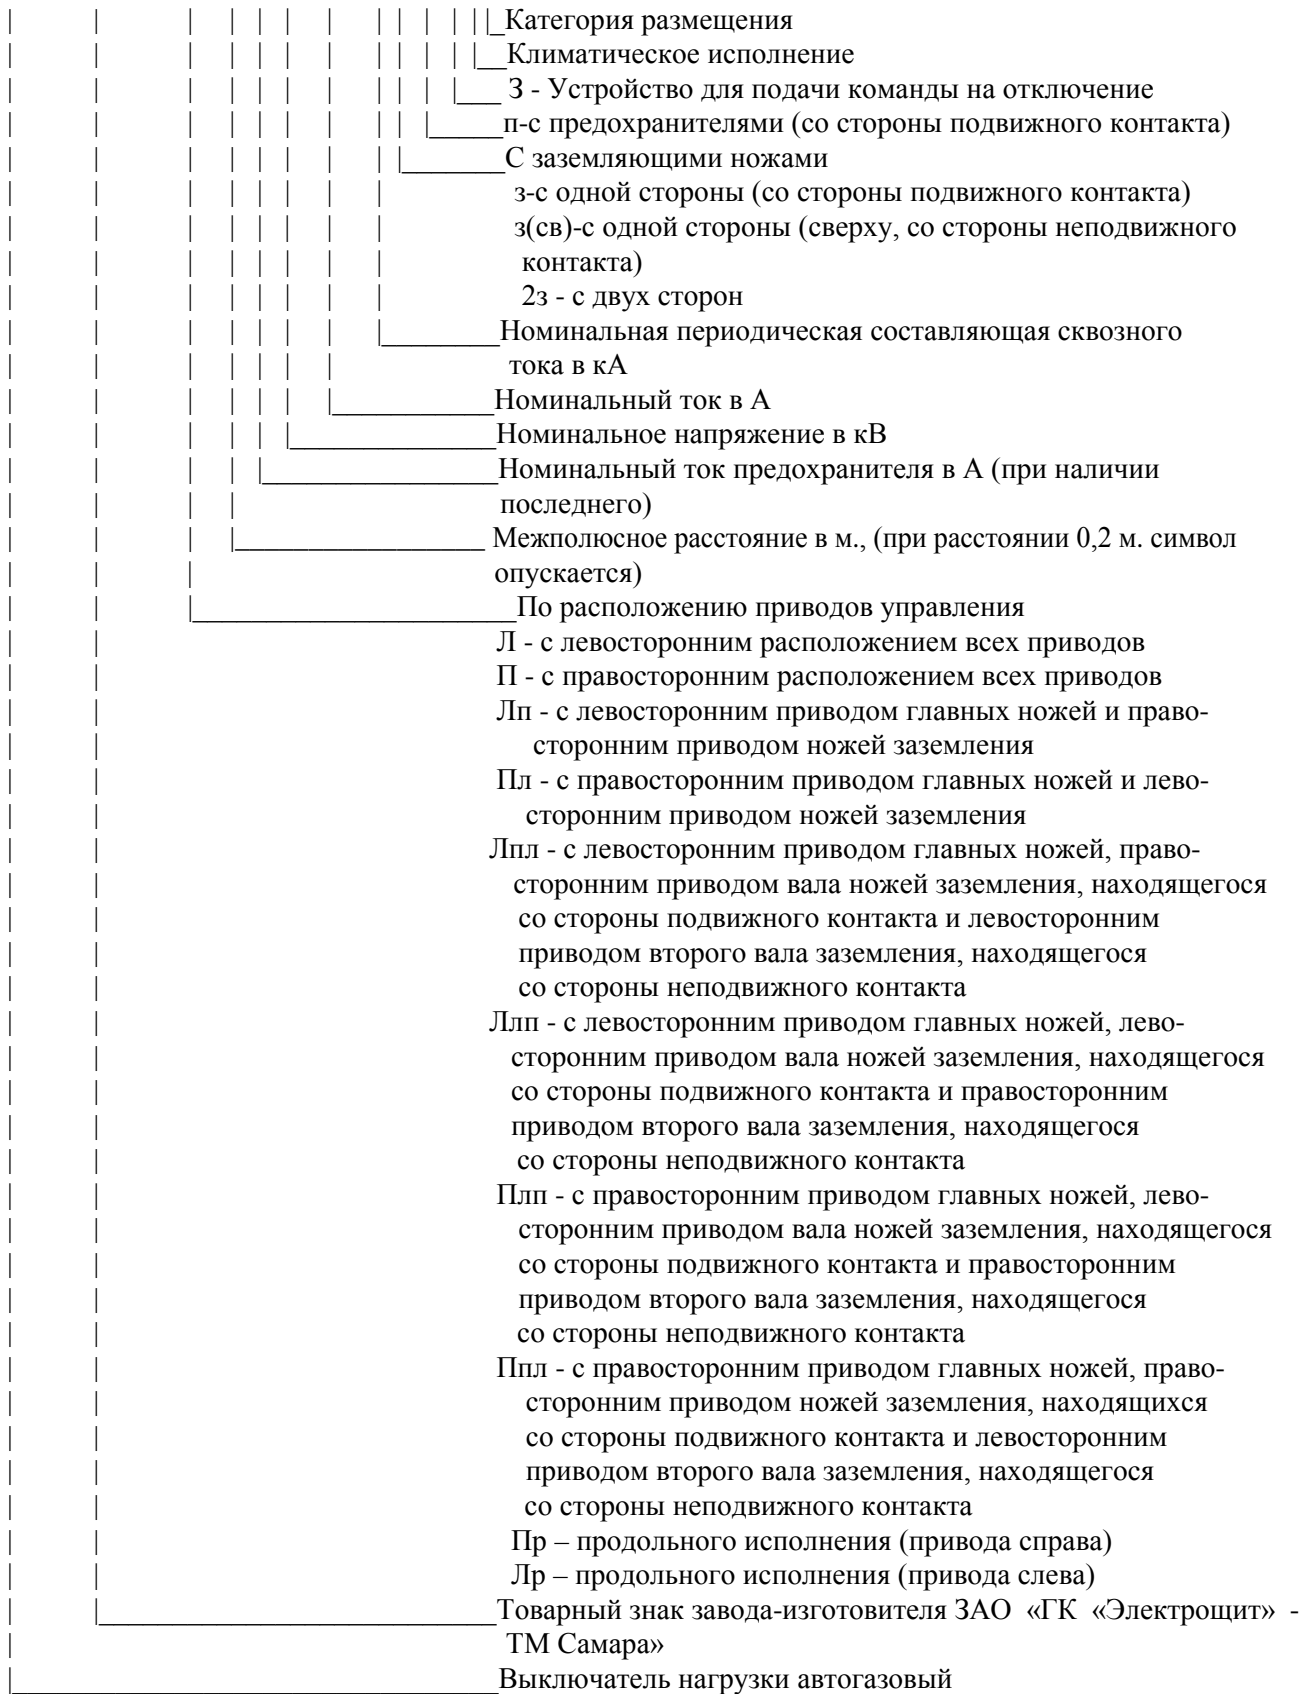 Категория размещения
Климатическое исполнение
З - Устройство для подачи команды на отключение
п-с предохранителями (со стороны подвижного контакта)
С заземляющими ножами
з-с одной стороны (со стороны подвижного контакта)
з(св)-с одной стороны (сверху, со стороны неподвижного
контакта)
2з - с двух сторон
Номинальная периодическая составляющая сквозного
тока в кА
Номинальный ток в А
Номинальное напряжение в кВ
Номинальный ток предохранителя в А (при наличии
последнего)
Межполюсное расстояние в м., (при расстоянии 0,2 м. символ
опускается)
По расположению приводов управления
Л - с левосторонним расположением всех приводов
П - с правосторонним расположением всех приводов
Лп - с левосторонним приводом главных ножей и право-
сторонним приводом ножей заземления
Пл - с правосторонним приводом главных ножей и лево-
сторонним приводом ножей заземления
Лпл - с левосторонним приводом главных ножей, право-
сторонним приводом вала ножей заземления, находящегося
со стороны подвижного контакта и левосторонним
приводом второго вала заземления, находящегося
со стороны неподвижного контакта
Ллп - с левосторонним приводом главных ножей, лево-
сторонним приводом вала ножей заземления, находящегося
со стороны подвижного контакта и правосторонним
приводом второго вала заземления, находящегося
со стороны неподвижного контакта
Плп - с правосторонним приводом главных ножей, лево-
сторонним приводом вала ножей заземления, находящегося
со стороны подвижного контакта и правосторонним
приводом второго вала заземления, находящегося
со стороны неподвижного контакта
Ппл - с правосторонним приводом главных ножей, право-
сторонним приводом ножей заземления, находящихся
со стороны подвижного контакта и левосторонним
приводом второго вала заземления, находящегося
со стороны неподвижного контакта
Пр – продольного исполнения (привода справа)
Лр – продольного исполнения (привода слева)
Товарный знак завода-изготовителя ЗАО «ГК «Электрощит» -
ТМ Самара»
Выключатель нагрузки автогазовый